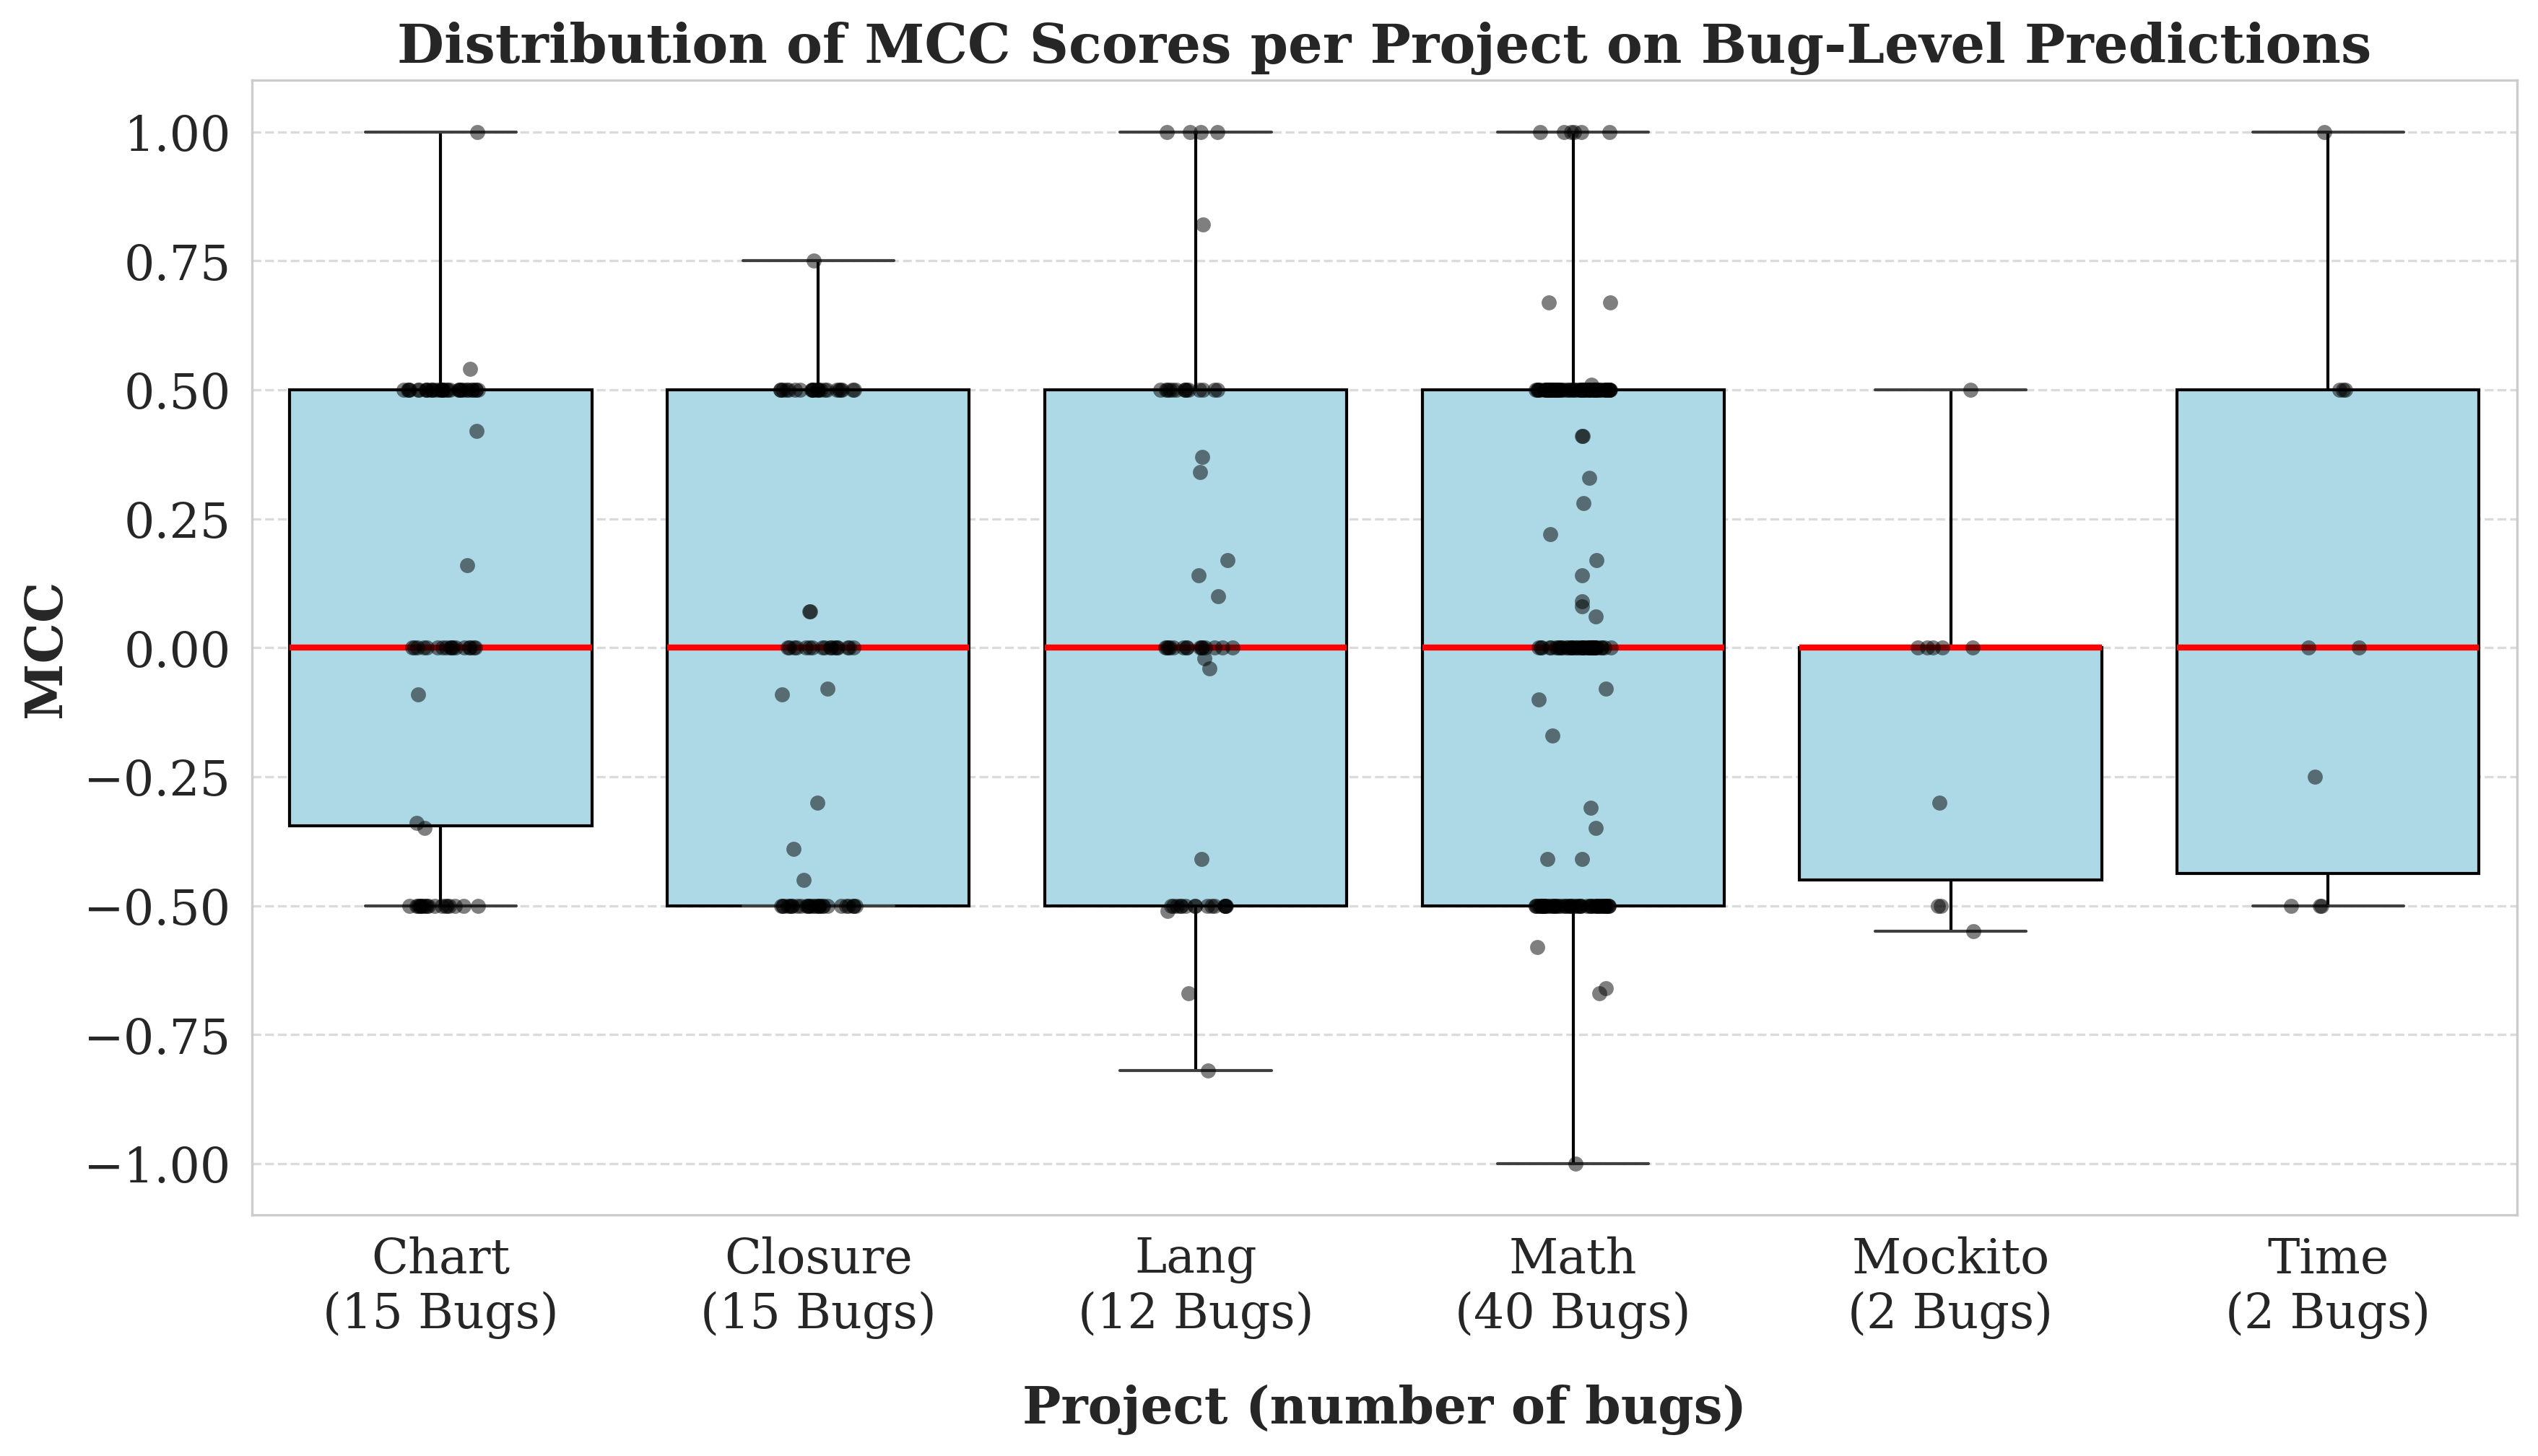 Distribution of MCC Scores per Project on Bug-Level Predictions
1.00
0.75
0.50
0.25
0.00
−0.25
−0.50
−0.75
−1.00
MCC
Chart
(15 Bugs)
Closure
(15 Bugs)
Lang
(12 Bugs)
Math
(40 Bugs)
Mockito
(2 Bugs)
Time
(2 Bugs)
Project (number of bugs)